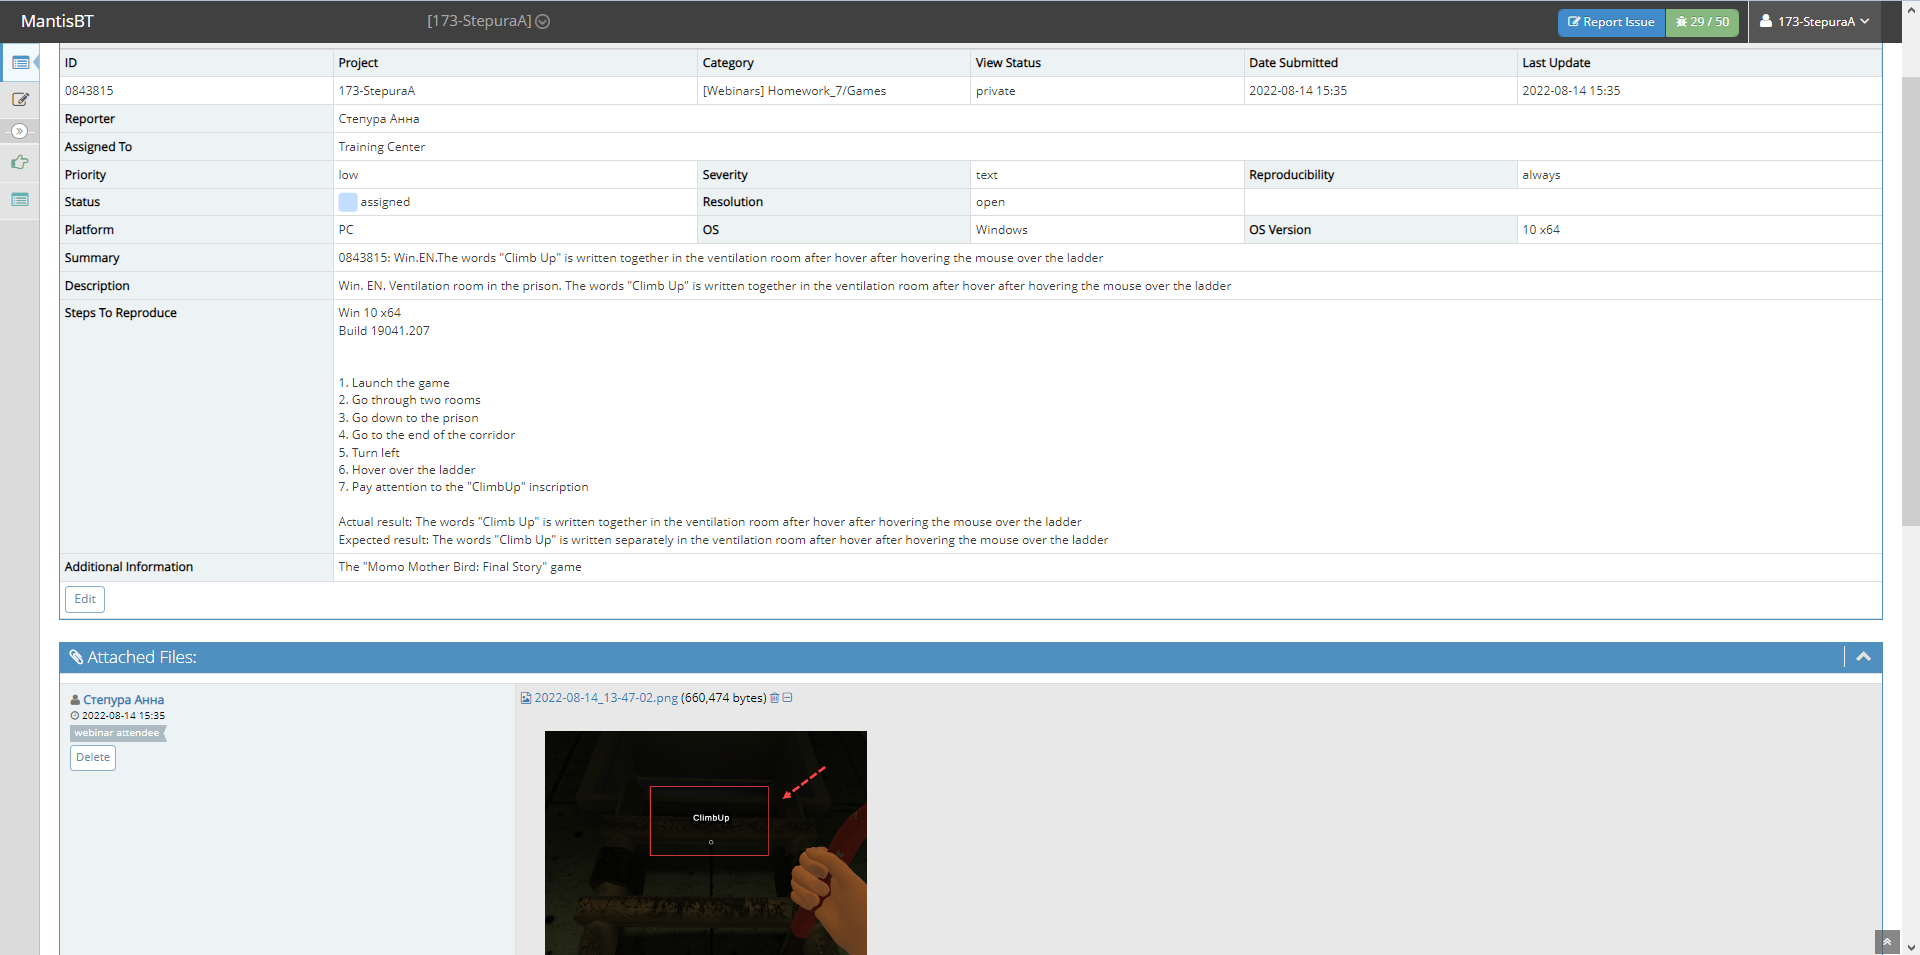 MantisBT [173-StepuraA] Report Issue 29 / 50 173-StepuraA
ID Project Category View Status Date Submitted Last Update
0843815 173-StepuraA [Webinars] Homework_7/Games private 2022-08-14 15:35 2022-08-14 15:35
Reporter Степура Анна
Assigned To Training Center
Priority low Severity text Reproducibility always
Status assigned Resolution open
Platform PC OS Windows OS Version 10 x64
Summary 0843815: Win.EN.The words "Climb Up" is written together in the ventilation room after hover after hovering the mouse over the ladder
Description Win. EN. Ventilation room in the prison. The words "Climb Up" is written together in the ventilation room after hover after hovering the mouse over the ladder
Steps To Reproduce Win 10 x64
Build 19041.207
1. Launch the game
2. Go through two rooms
3. Go down to the prison
4. Go to the end of the corridor
5. Turn left
6. Hover over the ladder
7. Pay attention to the "ClimbUp" inscription
Actual result: The words "Climb Up" is written together in the ventilation room after hover after hovering the mouse over the ladder
Expected result: The words "Climb Up" is written separately in the ventilation room after hover after hovering the mouse over the ladder
Additional Information The "Momo Mother Bird: Final Story" game
Edit
Attached Files:
Степура Анна 2022-08-14_13-47-02.png (660,474 bytes)
2022-08-14 15:35
webinar attendee
Delete
ClimbUp